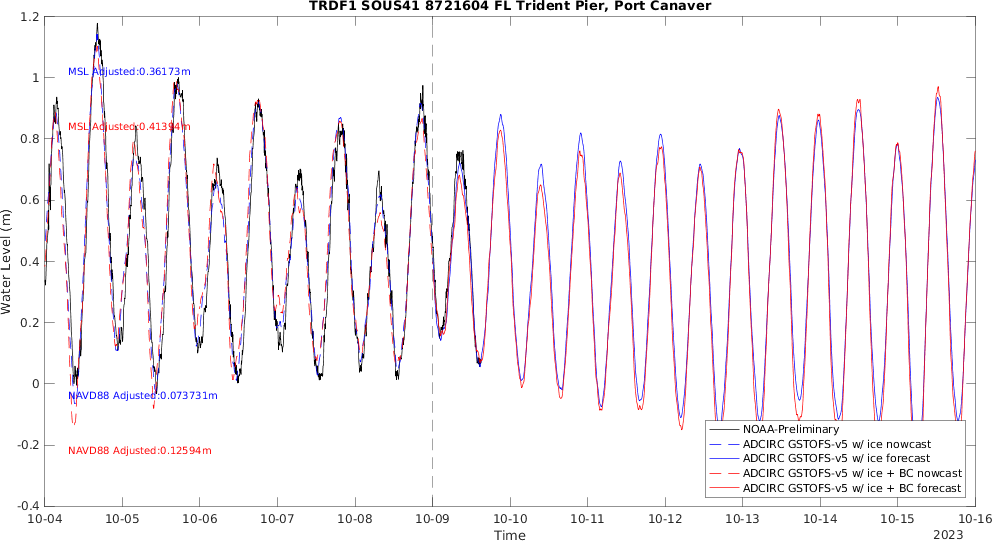 TRDF1 SOUS41 8721604 FL Trident Pier, Port Canaver
1.2
1
0.8
0.6
0.4
0.2
0
-0.2
-0.4
Water Level (m)
MSL Adjusted:0.36173m
MSL Adjusted:0.41394m
NAVD88 Adjusted:0.073731m
NAVD88 Adjusted:0.12594m
NOAA-Preliminary
ADCIRC GSTOFS-v5 w/ ice nowcast
ADCIRC GSTOFS-v5 w/ ice forecast
ADCIRC GSTOFS-v5 w/ ice + BC nowcast
ADCIRC GSTOFS-v5 w/ ice + BC forecast
10-04 10-05 10-06 10-07 10-08 10-09 10-10 10-11 10-12 10-13 10-14 10-15 10-16
Time
2023